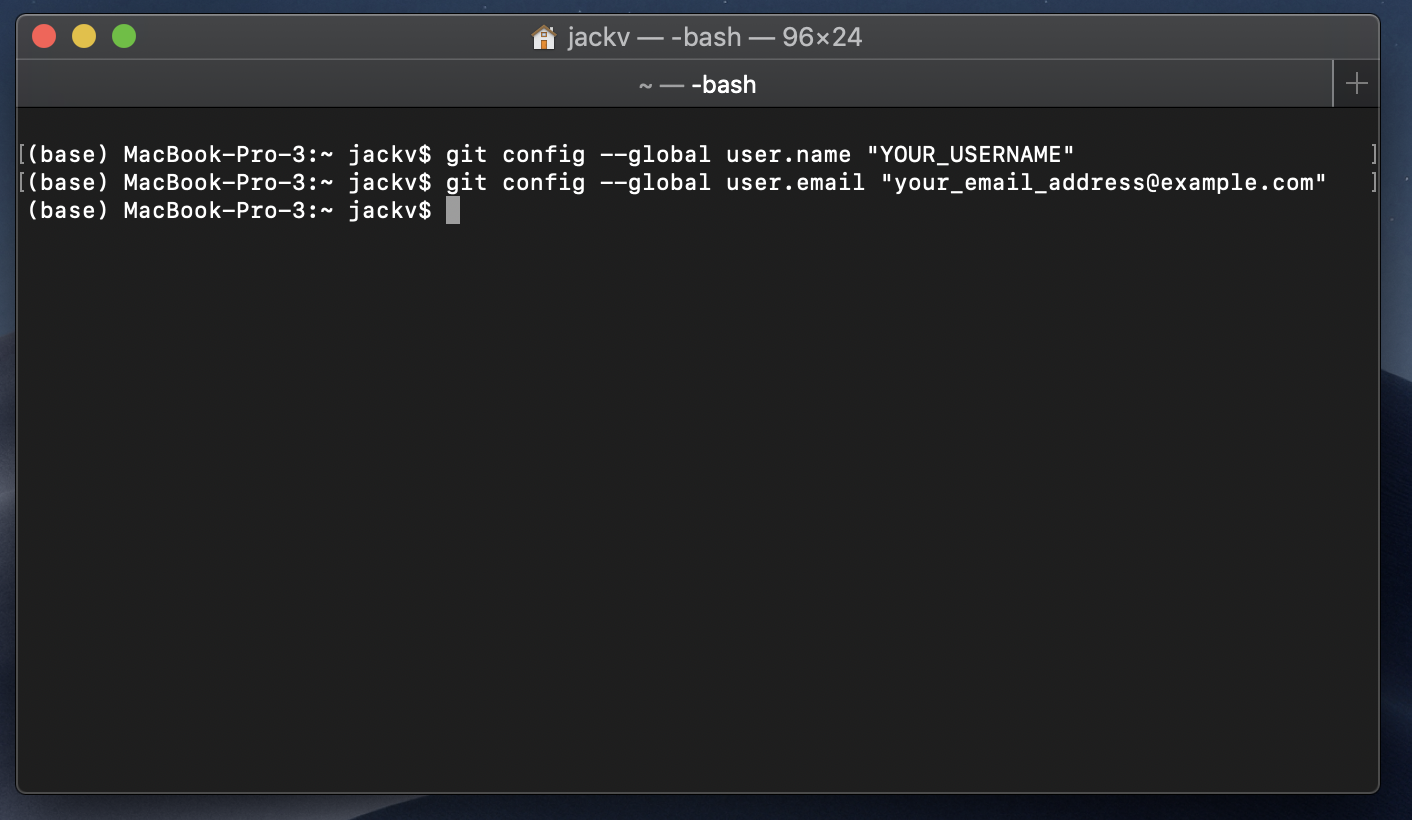 jackv — -bash — 96×24
~ — -bash
[(base) MacBook-Pro-3:~ jackv$ git config --global user.name "YOUR_USERNAME" ]
[(base) MacBook-Pro-3:~ jackv$ git config --global user.email "your_email_address@example.com" ]
(base) MacBook-Pro-3:~ jackv$